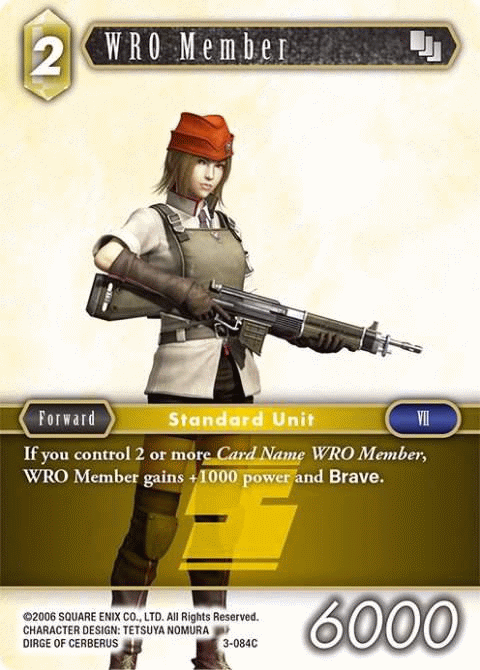 2
WRO Member
Forward
Standard Unit
VII
If you control 2 or more Card Name WRO Member,
WRO Member gains +1000 power and Brave.
©2006 SQUARE ENIX CO., LTD. All Rights Reserved.
CHARACTER DESIGN: TETSUYA NOMURA
DIRGE OF CERBERUS 3-084C
6000